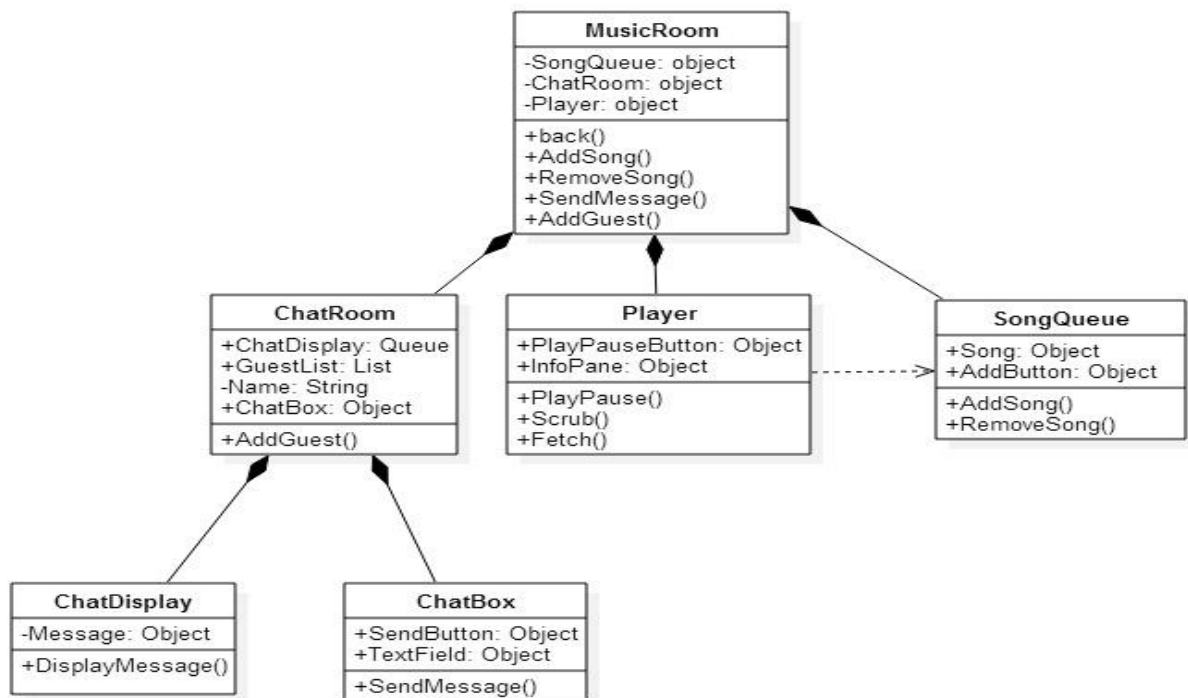 MusicRoom
-SongQueue: object
-ChatRoom: object
-Player: object
+back()
+AddSong()
+RemoveSong()
+SendMessage()
+AddGuest()
ChatRoom
+ChatDisplay: Queue
+GuestList: List
-Name: String
+ChatBox: Object
+AddGuest()
Player
+PlayPauseButton: Object
+InfoPane: Object
+PlayPause()
+Scrub()
+Fetch()
SongQueue
+Song: Object
+AddButton: Object
+AddSong()
+RemoveSong()
ChatDisplay
-Message: Object
+DisplayMessage()
ChatBox
+SendButton: Object
+TextField: Object
+SendMessage()